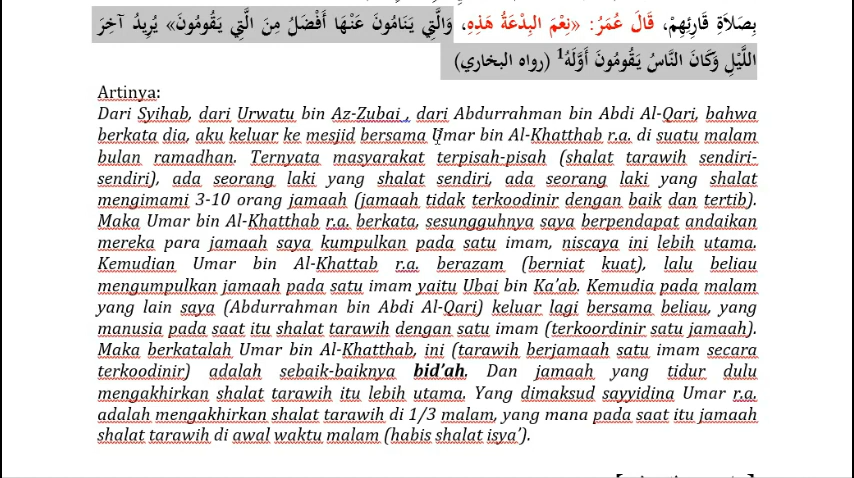 بِصَلَاةِ قَارِئِهِمْ، قَالَ عُمَرُ: «نِعْمَ البِدْعَةُ هَذِهِ، وَالَّتِي يَنَامُونَ عَنْهَا أَفْضَلُ مِنَ الَّتِي يَقُومُونَ» يُرِيدُ آخِرَ
اللَّيْلِ وَكَانَ النَّاسُ يَقُومُونَ أَوَّلَهُ1 (رواه البخاري)
Artinya:
Dari Syihab, dari Urwatu bin Az-Zubai , dari Abdurrahman bin Abdi Al-Qari, bahwa
berkata dia, aku keluar ke mesjid bersama Umar bin Al-Khatthab r.a. di suatu malam
bulan ramadhan. Ternyata masyarakat terpisah-pisah (shalat tarawih sendiri-
sendiri), ada seorang laki yang shalat sendiri, ada seorang laki yang shalat
mengimami 3-10 orang jamaah (jamaah tidak terkoodinir dengan baik dan tertib).
Maka Umar bin Al-Khatthab r.a. berkata, sesungguhnya saya berpendapat andaikan
mereka para jamaah saya kumpulkan pada satu imam, niscaya ini lebih utama.
Kemudian Umar bin Al-Khattab r.a. berazam (berniat kuat), lalu beliau
mengumpulkan jamaah pada satu imam yaitu Ubai bin Ka’ab. Kemudia pada malam
yang lain saya (Abdurrahman bin Abdi Al-Qari) keluar lagi bersama beliau, yang
manusia pada saat itu shalat tarawih dengan satu imam (terkoordinir satu jamaah).
Maka berkatalah Umar bin Al-Khatthab, ini (tarawih berjamaah satu imam secara
terkoodinir) adalah sebaik-baiknya bid’ah. Dan jamaah yang tidur dulu
mengakhirkan shalat tarawih itu lebih utama. Yang dimaksud sayyidina Umar r.a.
adalah mengakhirkan shalat tarawih di 1/3 malam, yang mana pada saat itu jamaah
shalat tarawih di awal waktu malam (habis shalat isya’).